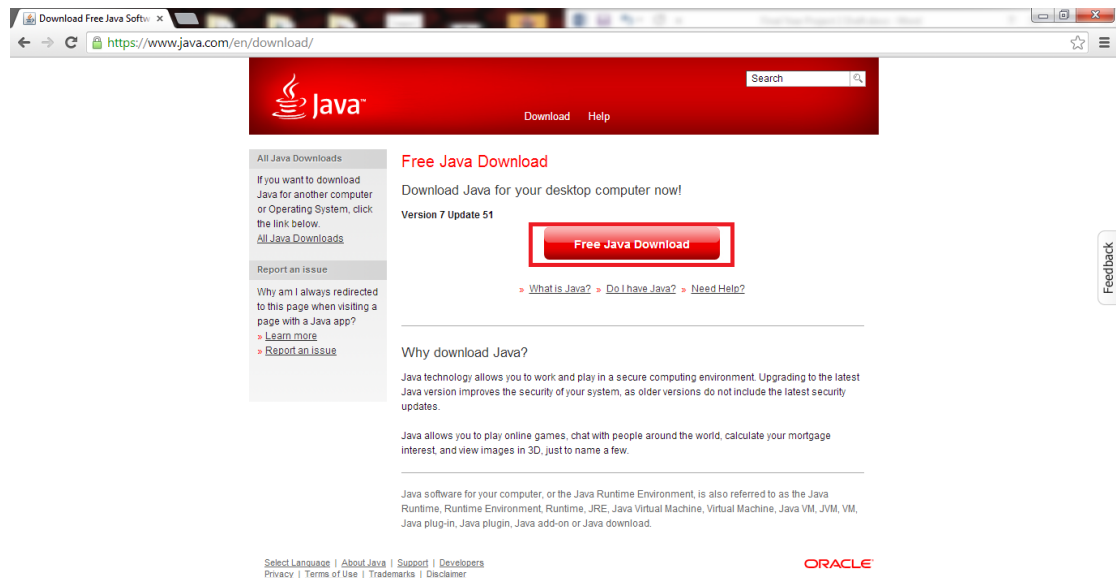 Download Free Java Softw
https://www.java.com/en/download/
Java™
Search
Download Help
All Java Downloads
If you want to download
Java for another computer
or Operating System, click
the link below.
All Java Downloads
Report an issue
Why am I always redirected
to this page when visiting a
page with a Java app?
» Learn more
» Report an issue
Free Java Download
Download Java for your desktop computer now!
Version 7 Update 51
Free Java Download
» What is Java? » Do I have Java? » Need Help?
Why download Java?
Java technology allows you to work and play in a secure computing environment. Upgrading to the latest
Java version improves the security of your system, as older versions do not include the latest security
updates.
Java allows you to play online games, chat with people around the world, calculate your mortgage
interest, and view images in 3D, just to name a few.
Java software for your computer, or the Java Runtime Environment, is also referred to as the Java
Runtime, Runtime Environment, Runtime, JRE, Java Virtual Machine, Virtual Machine, Java VM, JVM, VM,
Java plug-in, Java plugin, Java add-on or Java download.
Select Language | About Java | Support | Developers
Privacy | Terms of Use | Trademarks | Disclaimer
ORACLE
Feedback